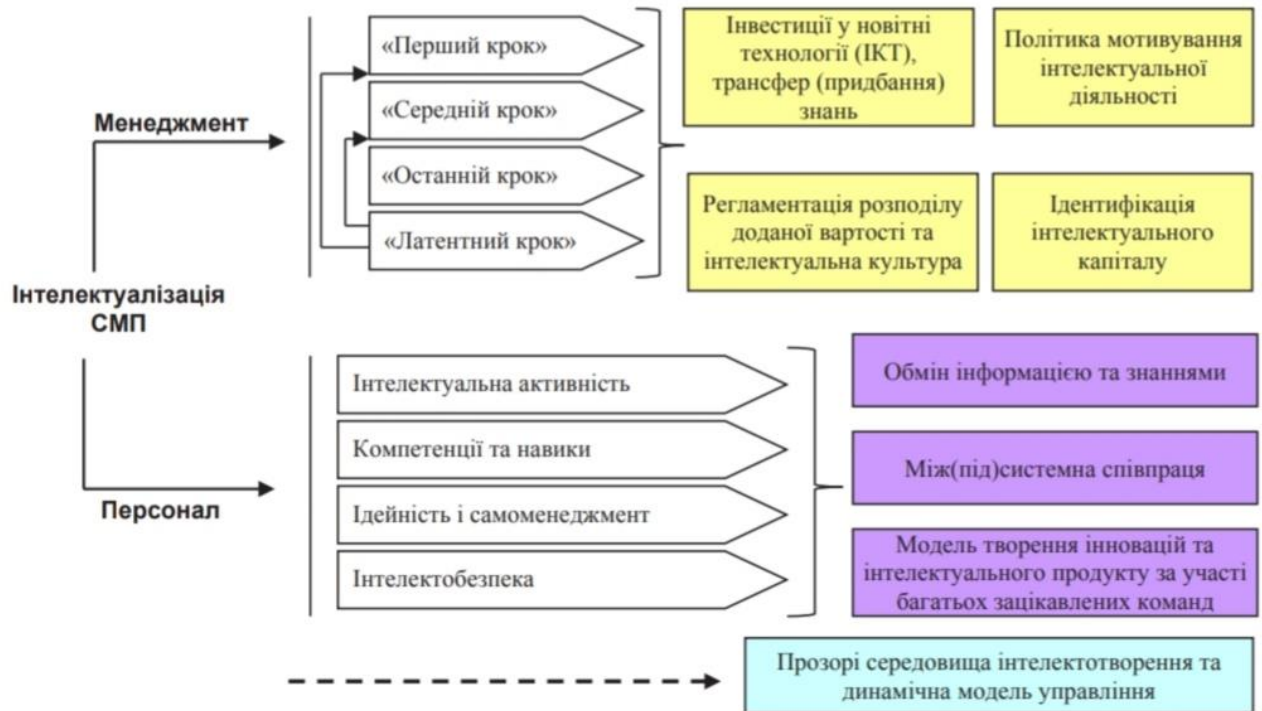 Інтелектуалізація
СМП
Менеджмент
«Перший крок»
«Середній крок»
«Останній крок»
«Латентний крок»
Інвестиції у новітні
технології (ІКТ),
трансфер (придбання)
знань
Політика мотивування
інтелектуальної
діяльності
Регламентація розподілу
доданої вартості та
інтелектуальна культура
Ідентифікація
інтелектуального
капіталу
Персонал
Інтелектуальна активність
Компетенції та навики
Ідейність і самоменеджмент
Інтелектобезпека
Обмін інформацією та знаннями
Між(під)системна співпраця
Модель творення інновацій та
інтелектуального продукту за участі
багатьох зацікавлених команд
Прозорі середовища інтелектотворення та
динамічна модель управління